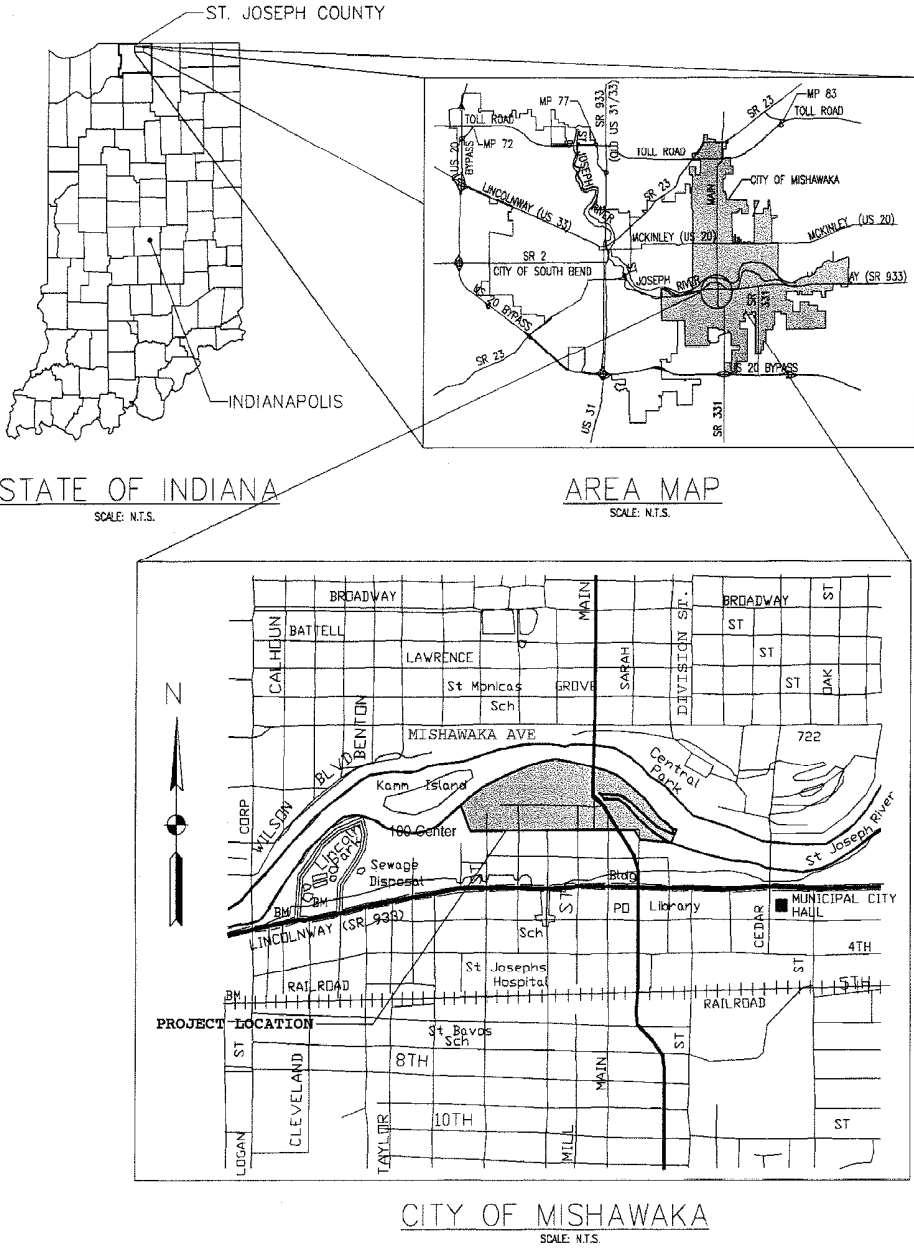 ST. JOSEPH COUNTY
INDIANAPOLIS
STATE OF INDIANA
SCALE: N.T.S.
MP 77
SR 933
(OLD US 31/33)
SR 23
MP 83
TOLL ROAD
TOLL ROAD
MP 72
US 20
BYPASS
ST
JOSEPH
RIVER
TOLL ROAD
MAIN
CITY OF MISHAWAKA
SR 23
LINCOLNWAY (US 33)
MCKINLEY (US 20)
MCKINLEY (US 20)
SR 2
CITY OF SOUTH BEND
JOSEPH
RIVER
AY (SR 933)
US 20 BYPASS
SR
331
SR 23
US 20 BYPASS
US 31
SR 331
AREA MAP
SCALE: N.T.S.
BROADWAY
MAIN
BROADWAY
ST
CALHOUN
BATTELL
ST
LAWRENCE
SARAH
DIVISION ST.
ST
N
St Monicas
Sch
GROVE
ST
OAK
BENTON
MISHAWAKA AVE
722
WILSON
BLVD
Central
Park
Kamm Island
CORP
100 Center
St Joseph River
Lincoln
Park
Sewage
Disposal
ST
Bldg
BM
BM
LINCOLNWAY (SR 933)
ST
PO
Library
CEDAR
MUNICIPAL CITY
HALL
Sch
4TH
St Josephs
Hospital
ST
RAILROAD
5TH
BM
RAILROAD
PROJECT LOCATION
St Bavos
Sch
ST
8TH
MAIN
ST
CLEVELAND
10TH
ST
LOGAN
TAYLOR
MILL
CITY OF MISHAWAKA
SCALE: N.T.S.